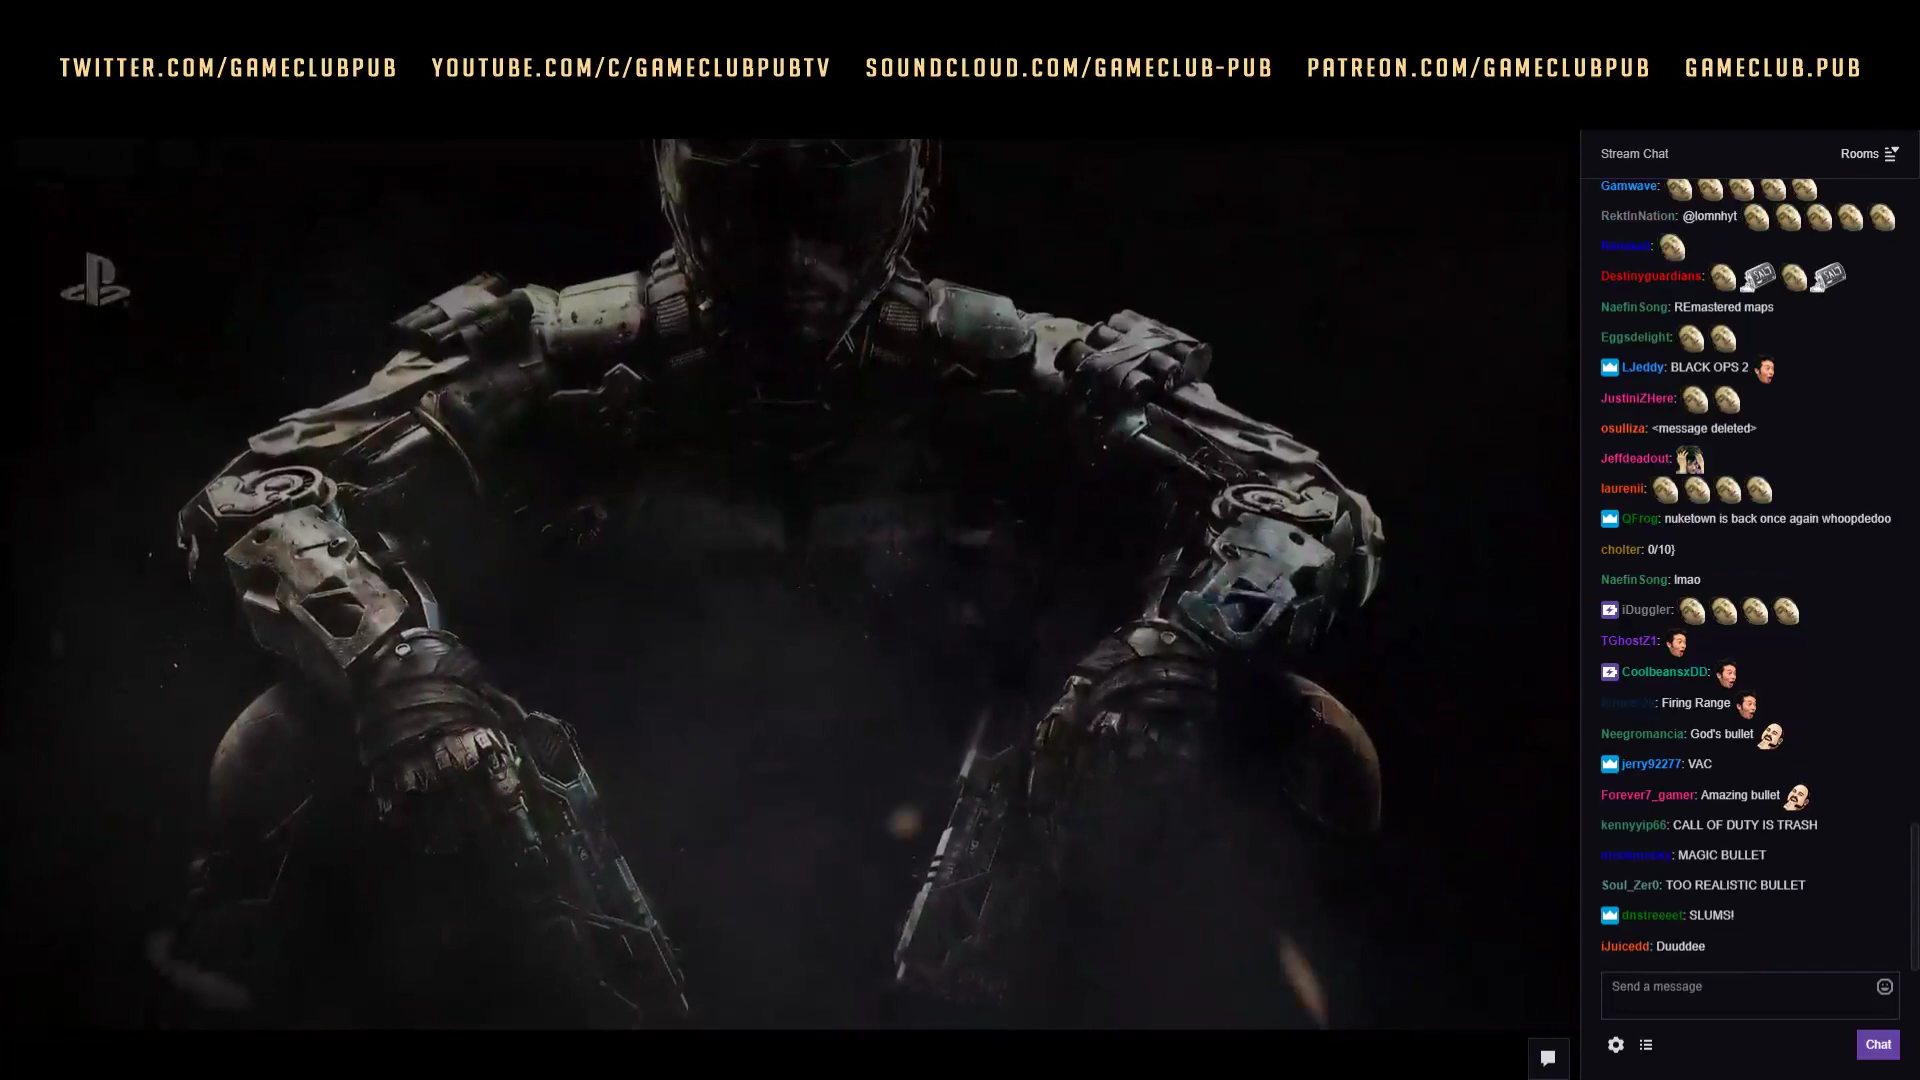 TWITTER.COM/GAMECLUBPUB YOUTUBE.COM/C/GAMECLUBPUBTV SOUNDCLOUD.COM/GAMECLUB-PUB PATREON.COM/GAMECLUBPUB GAMECLUB.PUB
Stream Chat Rooms
Gamwave:
RektInNation: @lomnhyt
Destinyguardians:
NaefinSong: REmastered maps
Eggsdelight:
LJeddy: BLACK OPS 2
JustiniZHere:
osulliza: <message deleted>
Jeffdeadout:
laurenii:
QFrog: nuketown is back once again whoopdedoo
cholter: 0/10}
NaefinSong: lmao
iDuggler:
TGhostZ1:
CoolbeansxDD:
: Firing Range
Neegromancia: God's bullet
jerry92277: VAC
Forever7_gamer: Amazing bullet
kennyyip66: CALL OF DUTY IS TRASH
: MAGIC BULLET
Soul_Zer0: TOO REALISTIC BULLET
dnstreeeet: SLUMS!
iJuicedd: Duuddee
Send a message
Chat